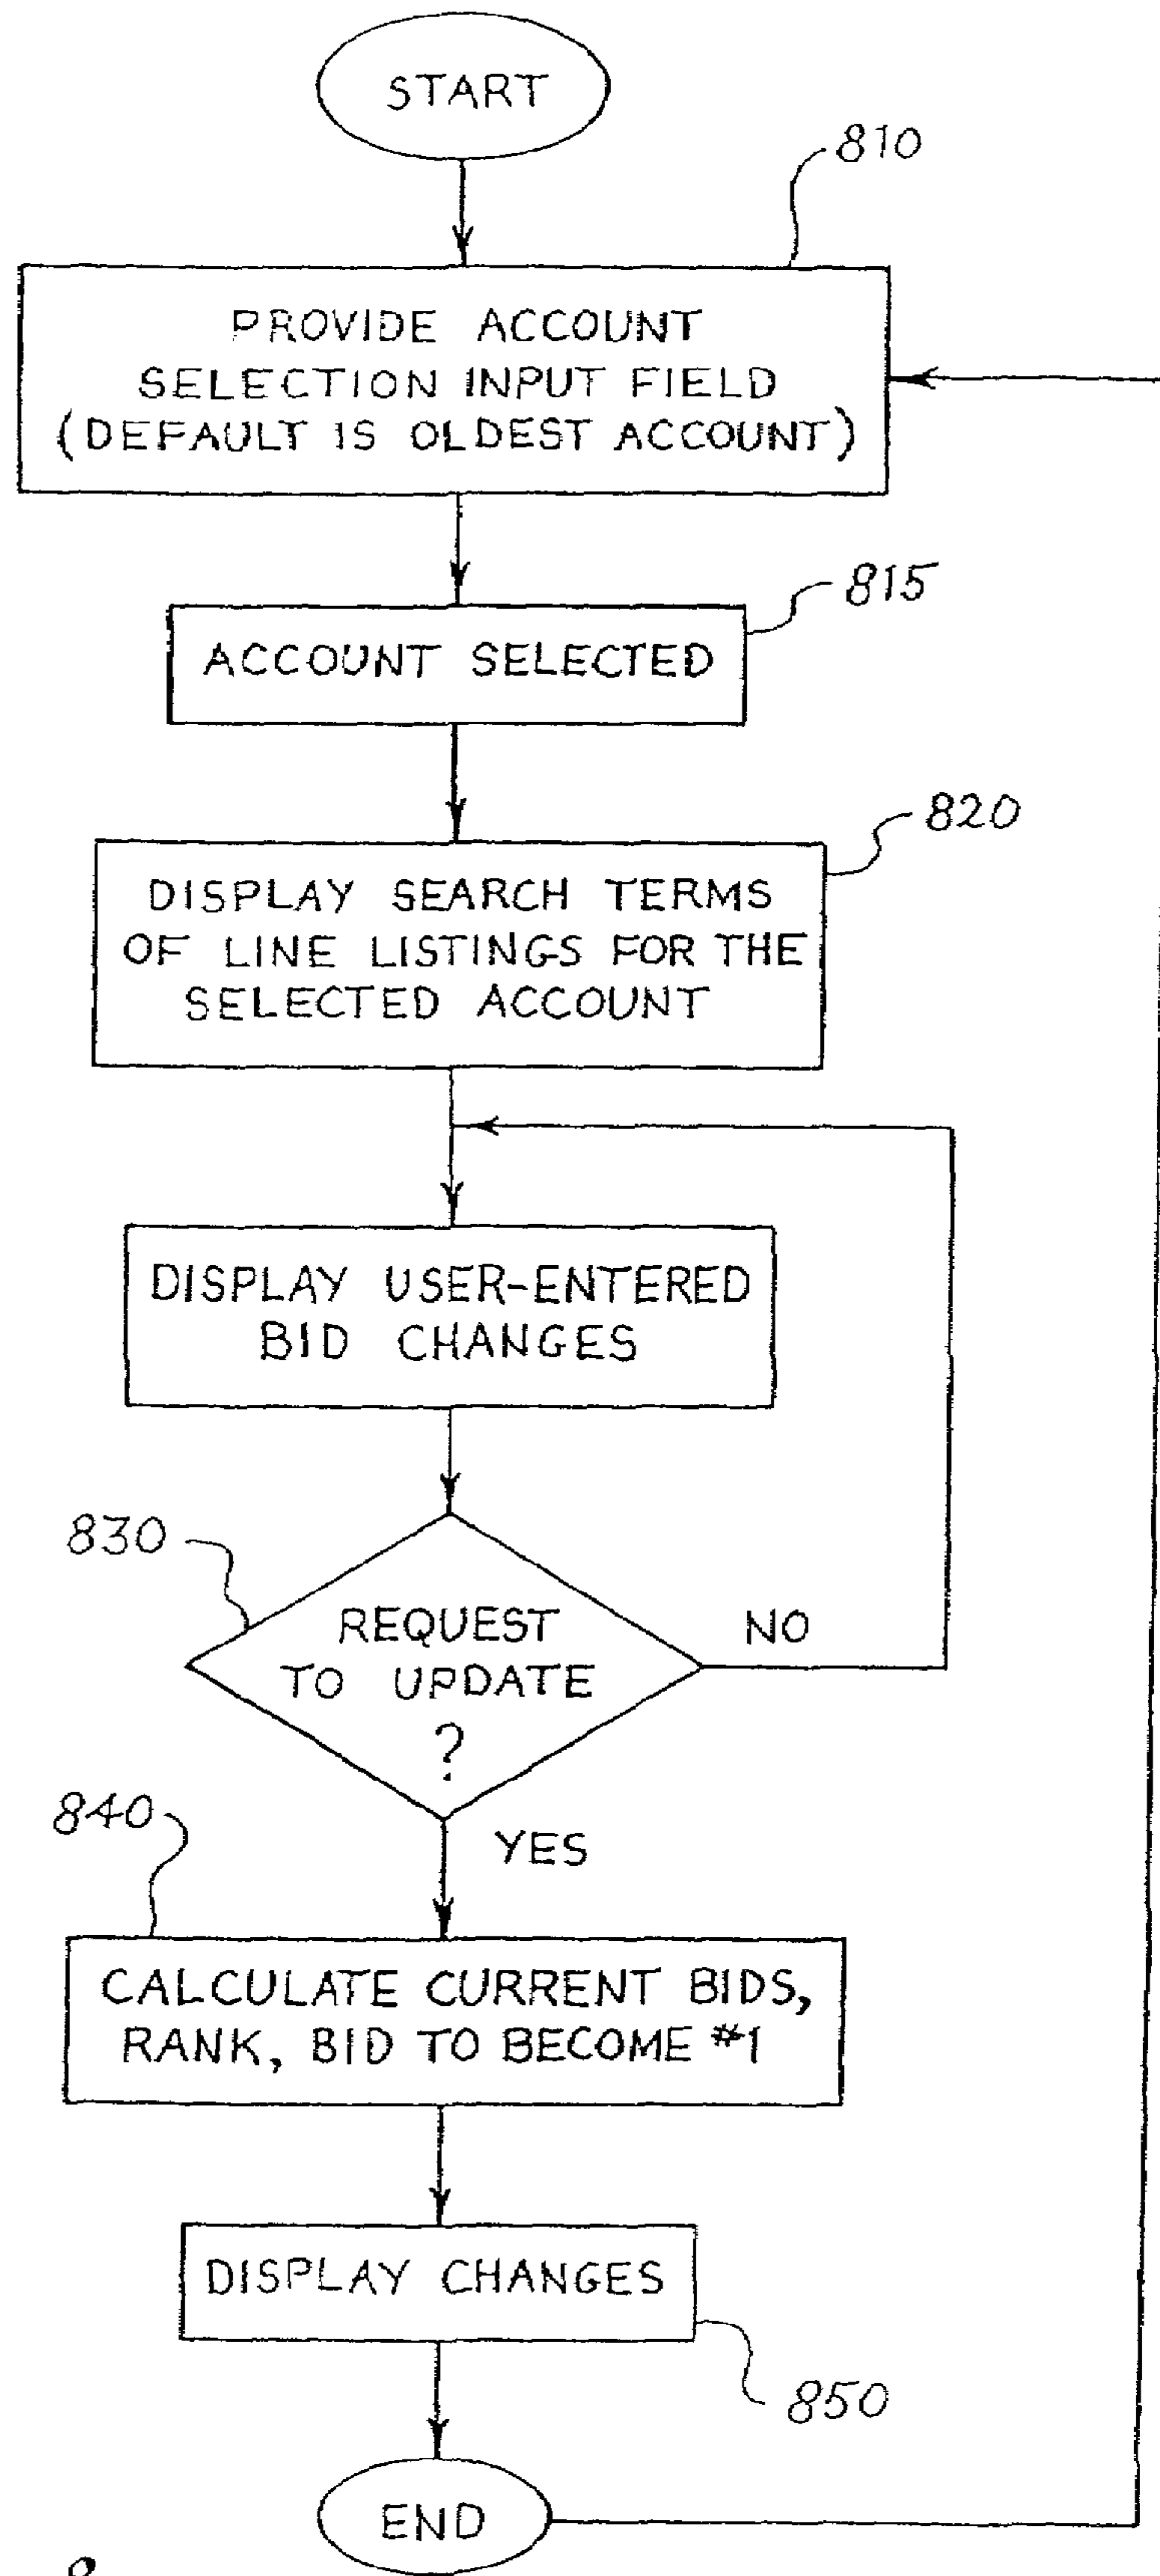 START
810
PROVIDE ACCOUNT
SELECTION INPUT FIELD
(DEFAULT IS OLDEST ACCOUNT)
815
ACCOUNT SELECTED
820
DISPLAY SEARCH TERMS
OF LINE LISTINGS FOR THE
SELECTED ACCOUNT
DISPLAY USER-ENTERED
BID CHANGES
830
REQUEST
TO UPDATE
?
NO
840
YES
CALCULATE CURRENT BIDS,
RANK, BID TO BECOME #1
DISPLAY CHANGES
850
END